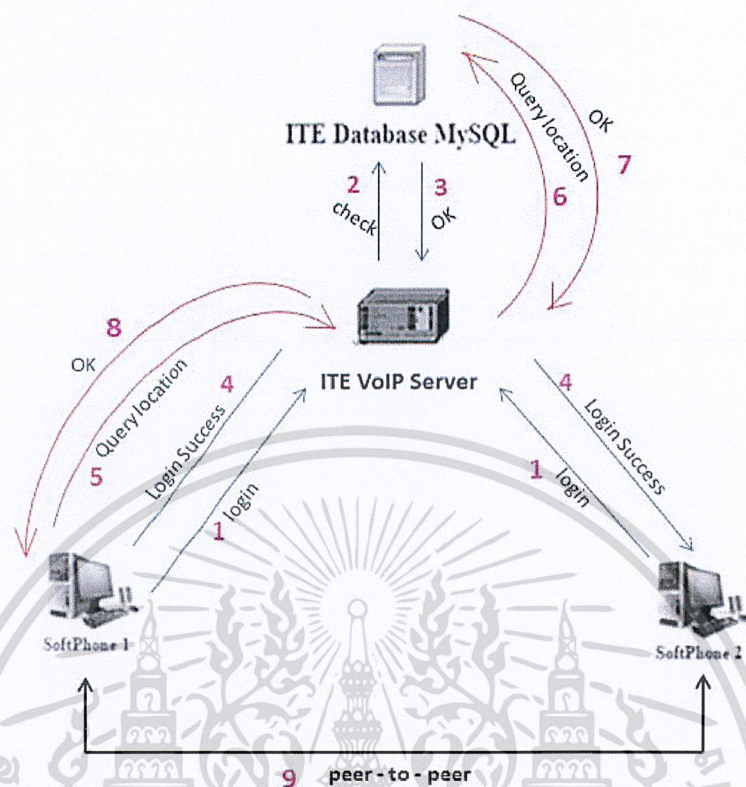 ITE Database MySQL
2
check
3
OK
Query location
6
OK
7
8
OK
5
Query location
4
Login Success
1
login
ITE VoIP Server
4
Login Success
1
login
SoftPhone 1
SoftPhone 2
9 peer - to - peer